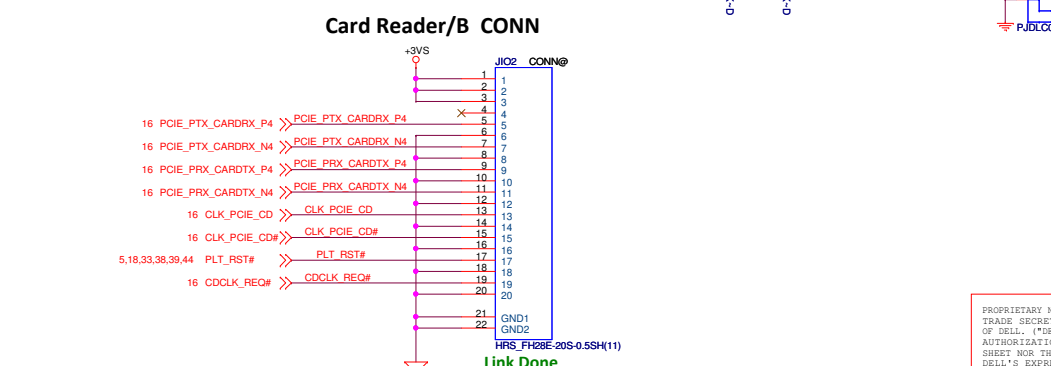 Card Reader/B CONN
+3VS
JIO2 CONN@
1 1
2 2
3 3
4 4
16 PCIE_PTX_CARDRX_P4 PCIE_PTX_CARDRX_P4 5 5
6 6
16 PCIE_PTX_CARDRX_N4 PCIE_PTX_CARDRX_N4 7 7
8 8
16 PCIE_PRX_CARDTX_P4 PCIE_PRX_CARDTX_P4 9 9
10 10
16 PCIE_PRX_CARDTX_N4 PCIE_PRX_CARDTX_N4 11 11
12 12
16 CLK_PCIE_CD CLK_PCIE_CD 13 13
14 14
16 CLK_PCIE_CD# CLK_PCIE_CD# 15 15
16 16
5,18,33,38,39,44 PLT_RST# PLT_RST# 17 17
18 18
16 CDCLK_REQ# CDCLK_REQ# 19 19
20 20
21 GND1
22 GND2
HRS_FH28E-20S-0.5SH(11)
Link Done
PJDLC
PROPRIETARY
TRADE SECRE
OF DELL. ("DE
AUTHORIZATI
SHEET NOR TH
DELL'S EXPR